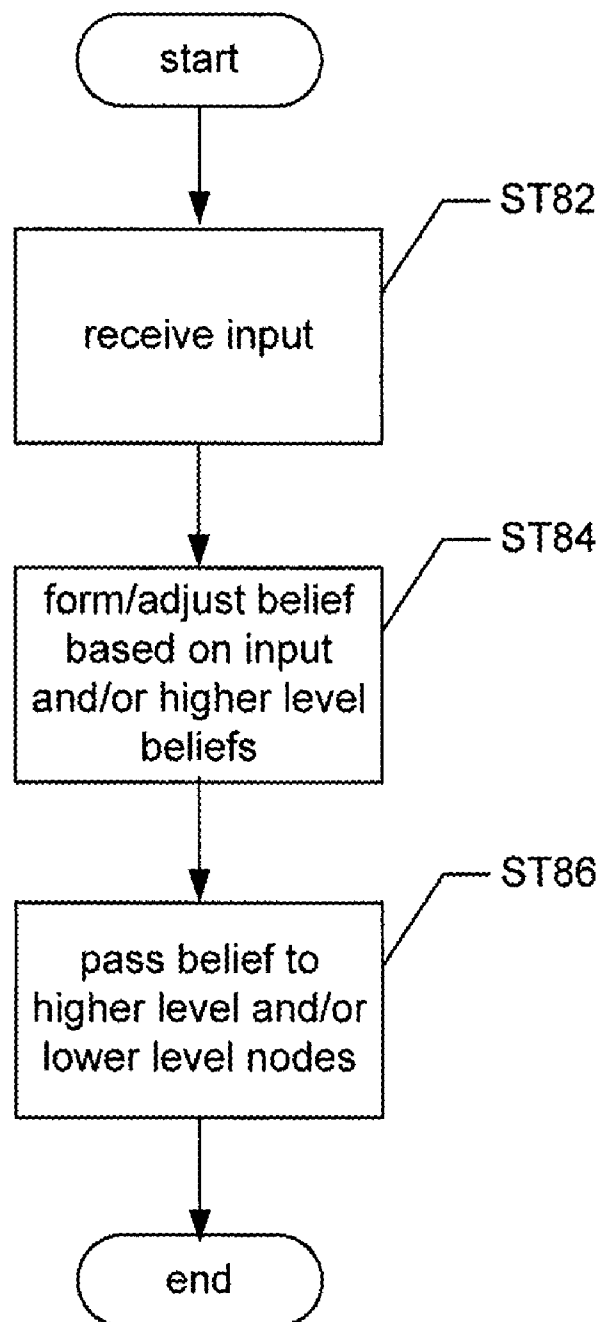 start
ST82
receive input
ST84
form/adjust belief
based on input
and/or higher level
beliefs
ST86
pass belief to
higher level and/or
lower level nodes
end